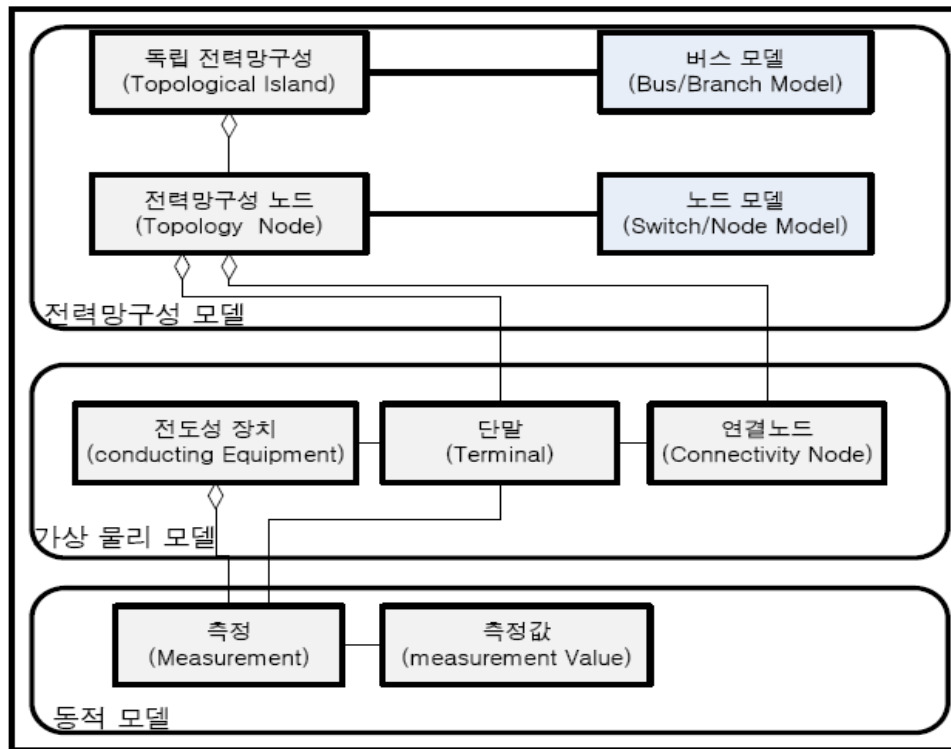 독립 전력망구성
(Topological Island)
버스 모델
(Bus/Branch Model)
전력망구성 노드
(Topology Node)
노드 모델
(Switch/Node Model)
전력망구성 모델
전도성 장치
(conducting Equipment)
단말
(Terminal)
연결노드
(Connectivity Node)
가상 물리 모델
측정
(Measurement)
측정값
(measurement Value)
동적 모델